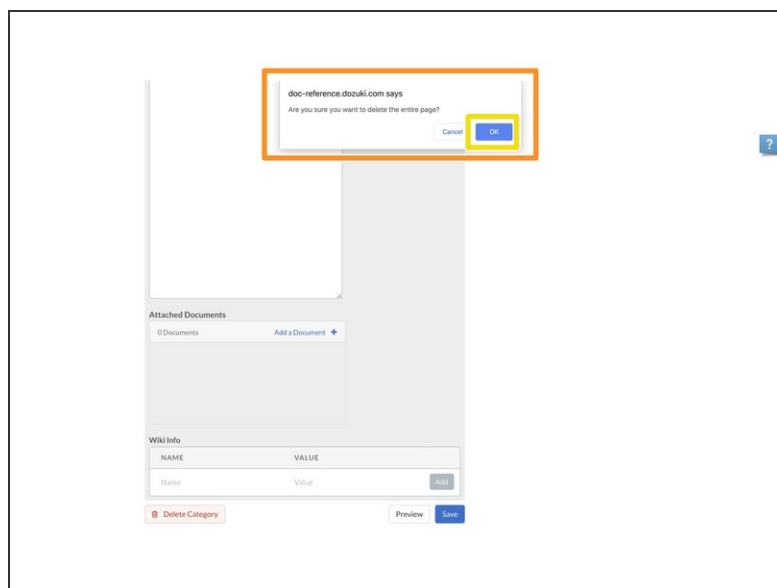 doc-reference.dozuki.com says
Are you sure you want to delete the entire page?
Cancel OK
?
Attached Documents
0 Documents Add a Document +
Wiki Info
NAME VALUE
Name Value Add
Delete Category Preview Save